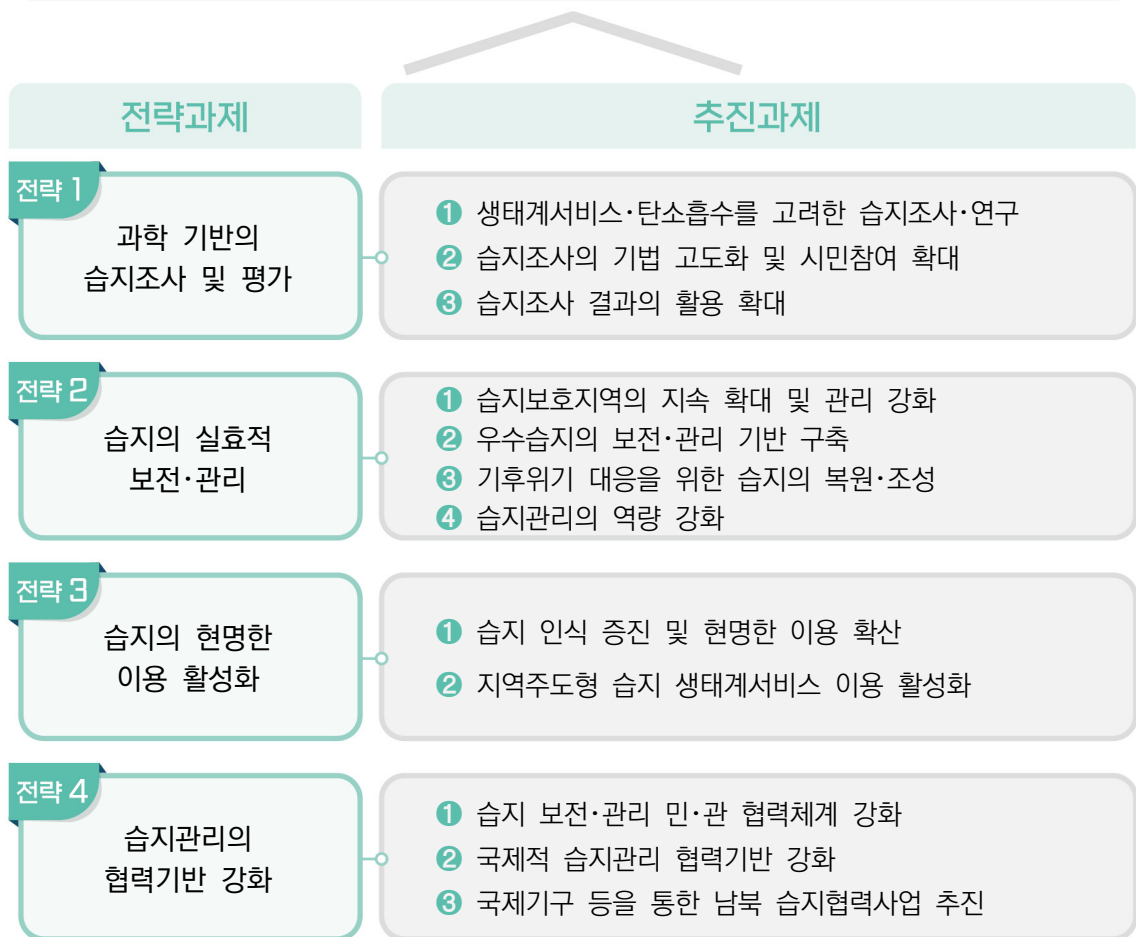 전략과제
추진과제
전략 1
과학 기반의
습지조사 및 평가
❶ 생태계서비스·탄소흡수를 고려한 습지조사·연구
❷ 습지조사의 기법 고도화 및 시민참여 확대
❸ 습지조사 결과의 활용 확대
전략 2
습지의 실효적
보전·관리
❶ 습지보호지역의 지속 확대 및 관리 강화
❷ 우수습지의 보전·관리 기반 구축
❸ 기후위기 대응을 위한 습지의 복원·조성
❹ 습지관리의 역량 강화
전략 3
습지의 현명한
이용 활성화
❶ 습지 인식 증진 및 현명한 이용 확산
❷ 지역주도형 습지 생태계서비스 이용 활성화
전략 4
습지관리의
협력기반 강화
❶ 습지 보전·관리 민·관 협력체계 강화
❷ 국제적 습지관리 협력기반 강화
❸ 국제기구 등을 통한 남북 습지협력사업 추진